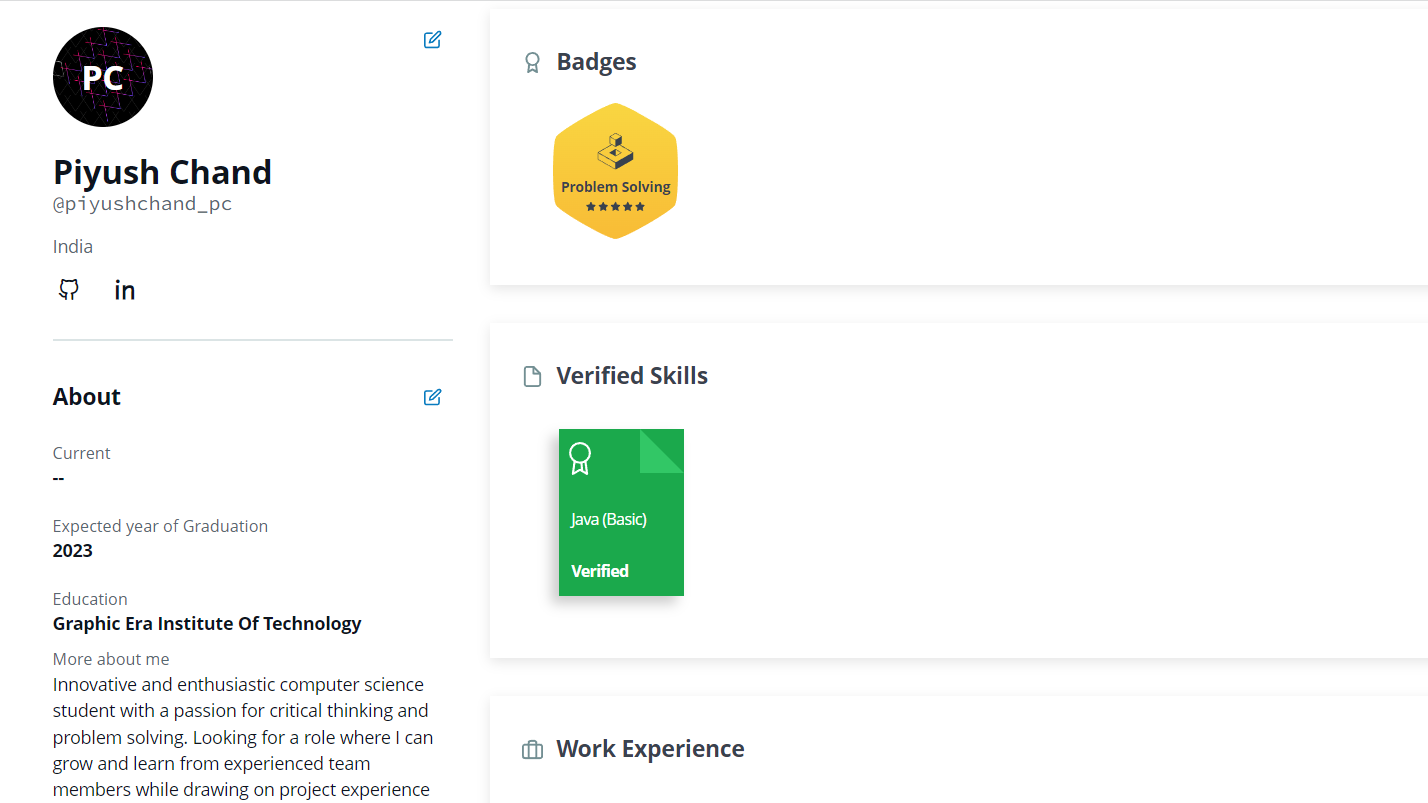 PC
Piyush Chand
@piyushchand_pc
India
in
About
Current
--
Expected year of Graduation
2023
Education
Graphic Era Institute Of Technology
More about me
Innovative and enthusiastic computer science
student with a passion for critical thinking and
problem solving. Looking for a role where I can
grow and learn from experienced team
members while drawing on project experience
Badges
Problem Solving
Verified Skills
Java (Basic)
Verified
Work Experience